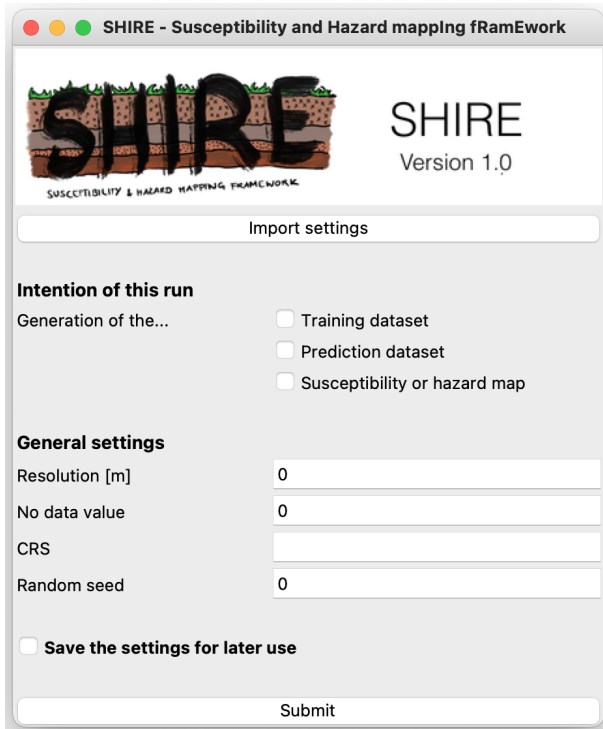 SHIRE - Susceptibility and Hazard mappIng fRamEwork
SHIRE
SUSCEPTIBILITY & HAZARD MAPPING FRAMEWORK
SHIRE
Version 1.0
Import settings
Intention of this run
Generation of the...
Training dataset
Prediction dataset
Susceptibility or hazard map
General settings
Resolution [m] 0
No data value 0
CRS
Random seed 0
Save the settings for later use
Submit